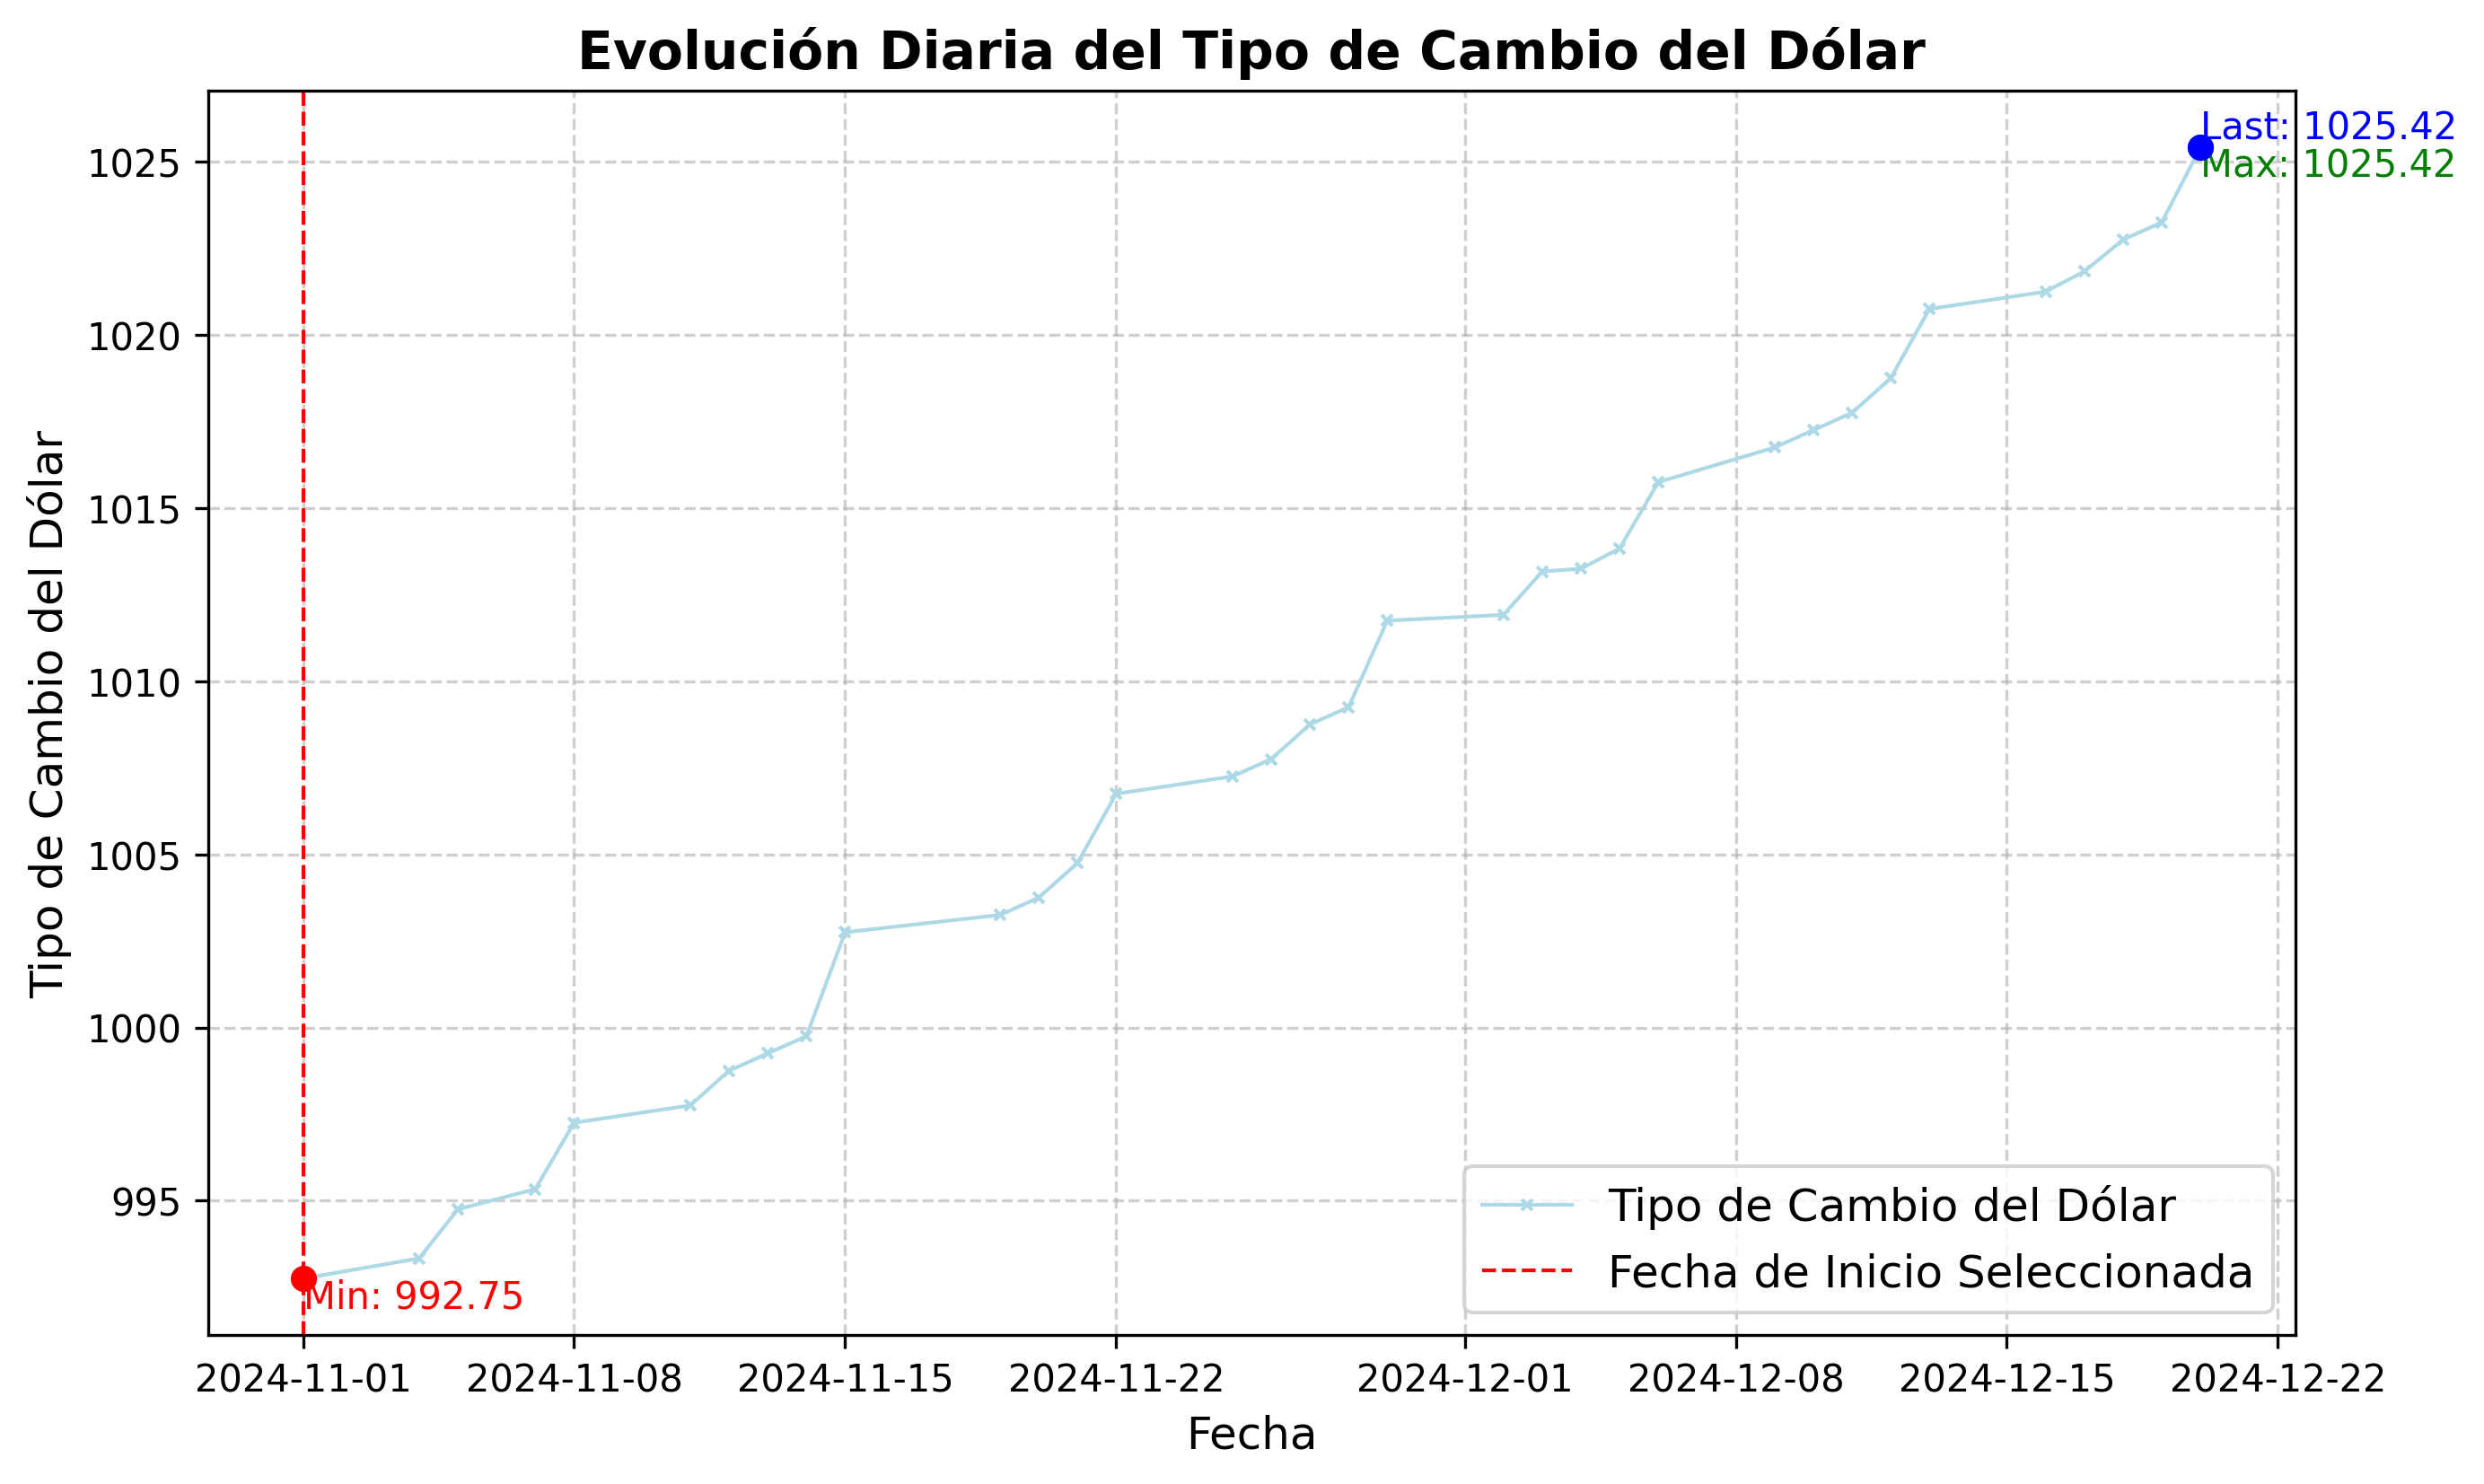 Evolución Diaria del Tipo de Cambio del Dólar
Last: 1025.42
Max: 1025.42
1025
1020
1015
1010
1005
1000
995
Tipo de Cambio del Dólar
Min: 992.75
Tipo de Cambio del Dólar
Fecha de Inicio Seleccionada
2024-11-01 2024-11-08 2024-11-15 2024-11-22 2024-12-01 2024-12-08 2024-12-15 2024-12-22
Fecha